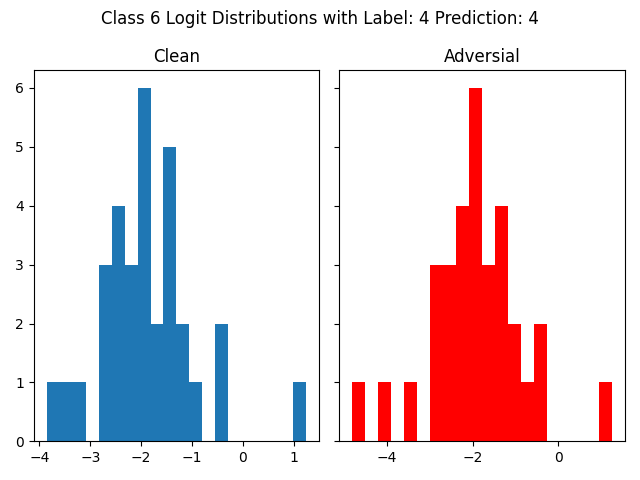 Class 6 Logit Distributions with Label: 4 Prediction: 4
Clean
Adversial
6
5
4
3
2
1
0
−4 −3 −2 −1 0 1
−4 −2 0